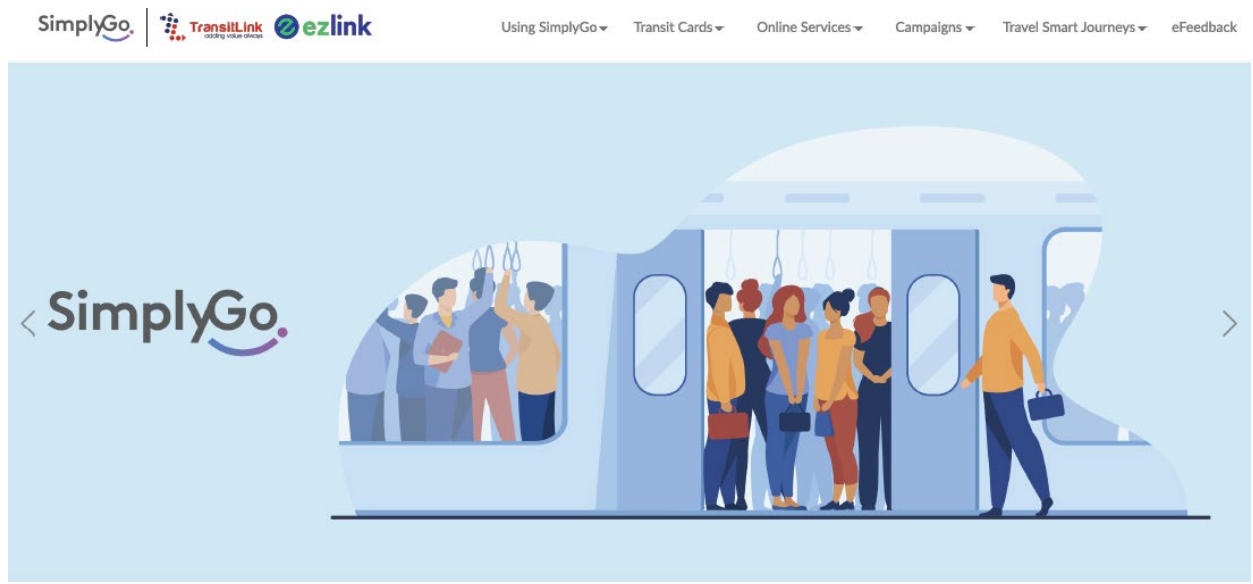 SimplyGo. TransitLink ezlink Using SimplyGo Transit Cards Online Services Campaigns Travel Smart Journeys eFeedback
adding value always
SimplyGo.